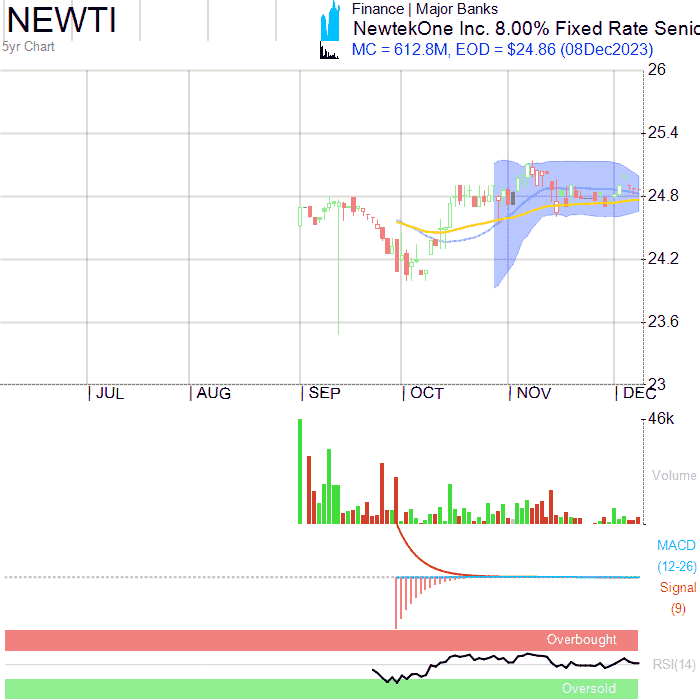 NEWTI
5yr Chart
Finance | Major Banks
NewtekOne Inc. 8.00% Fixed Rate Senio
MC = 612.8M, EOD = $24.86 (08Dec2023)
26
25.4
24.8
24.2
23.6
23
JUL AUG SEP OCT NOV DEC
46k
Volume
MACD
(12-26)
Signal
(9)
Overbought
RSI(14)
Oversold